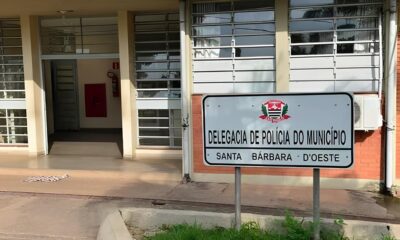 DELEGACIA DE POLÍCIA DO MUNICÍPIO
SANTA BÁRBARA - D'OESTE